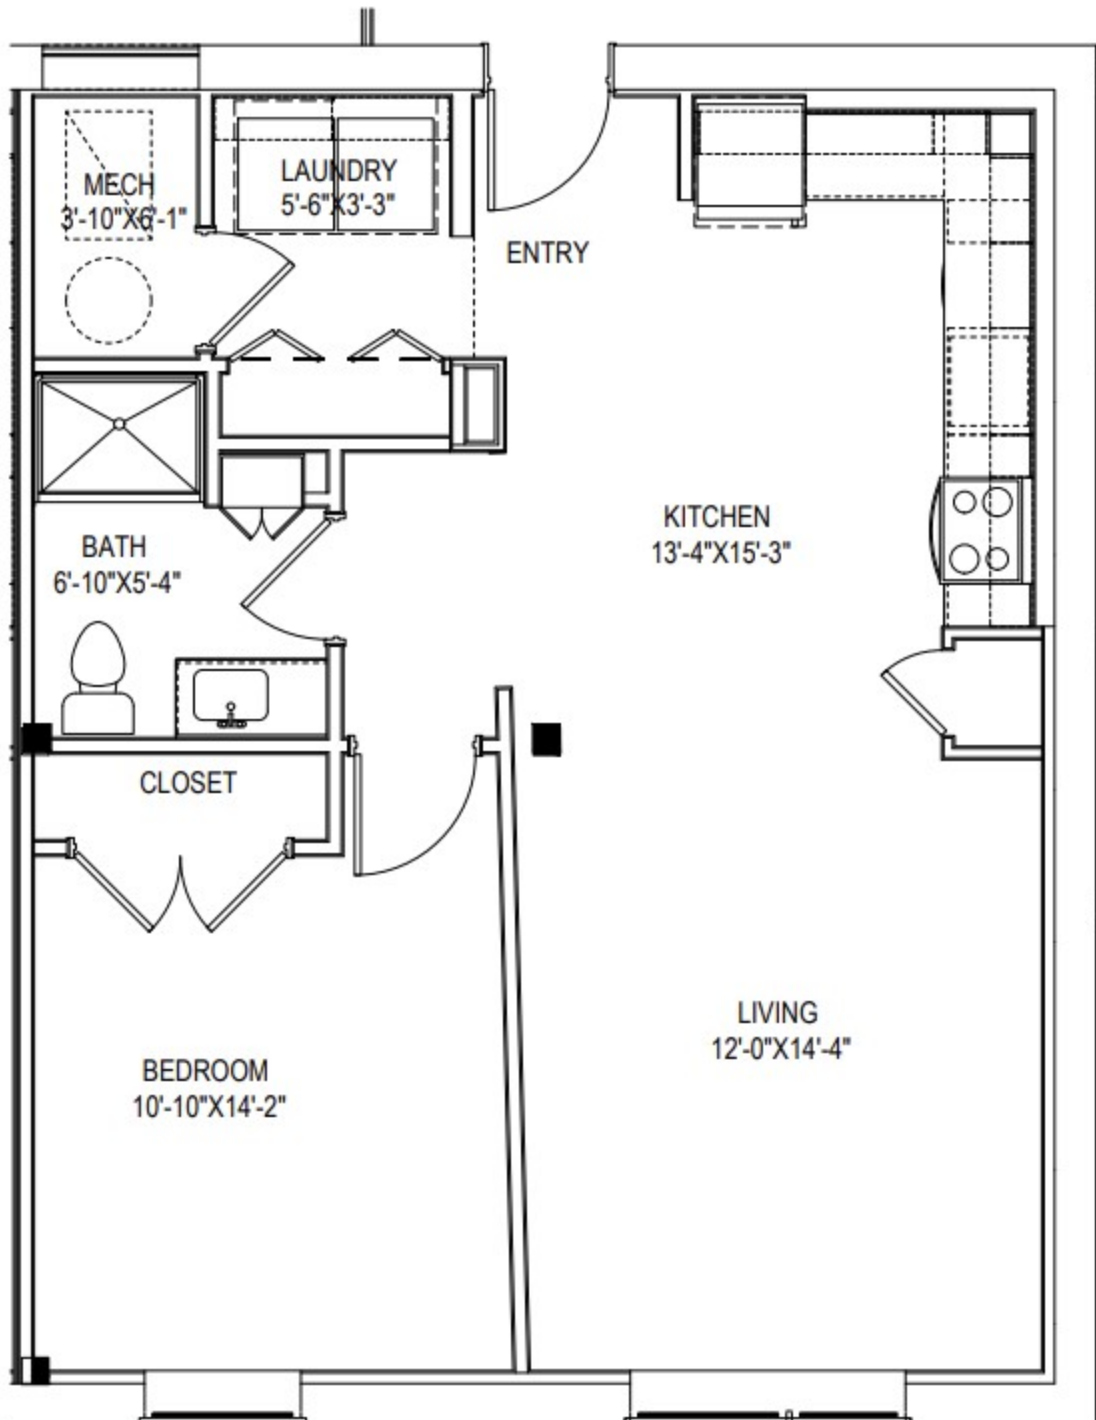 MECH
3'-10"X6'-1"
LAUNDRY
5'-6"X3'-3"
ENTRY
KITCHEN
13'-4"X15'-3"
BATH
6'-10"X5'-4"
CLOSET
LIVING
12'-0"X14'-4"
BEDROOM
10'-10"X14'-2"